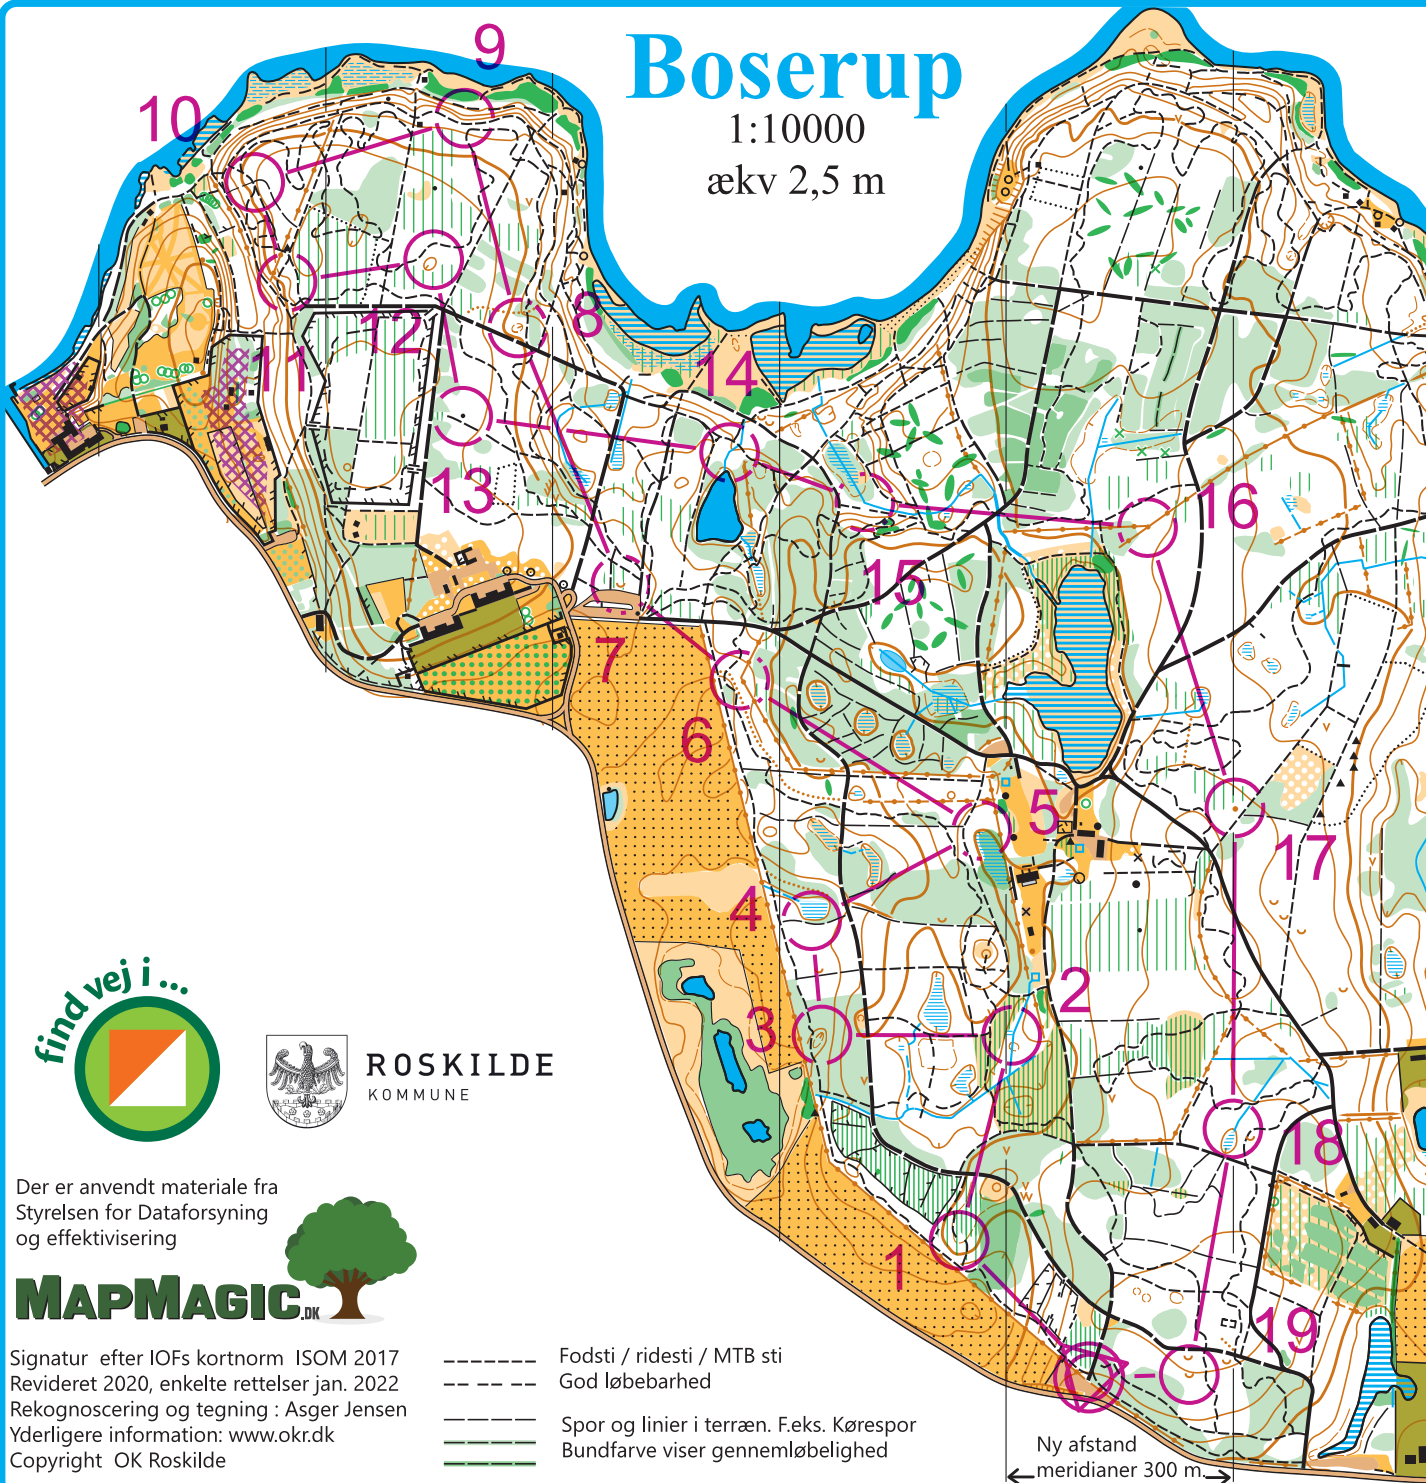 Boserup
1:10000
ækv 2,5 m
9
10
8
14
12
11
13
16
15
7
6
5
17
4
2
3
18
1
19
find vej i ...
ROSKILDE
KOMMUNE
Der er anvendt materiale fra
Styrelsen for Dataforsyning
og effektivisering
MAPMAGIC.DK
Signatur efter IOFs kortnorm ISOM 2017
Revideret 2020, enkelte rettelser jan. 2022
Rekognoscering og tegning : Asger Jensen
Yderligere information: www.okr.dk
Copyright OK Roskilde
Fodsti / ridesti / MTB sti
God løbebarhed
Spor og linier i terræn. F.eks. Kørespor
Bundfarve viser gennemløbelighed
Ny afstand
meridianer 300 m.